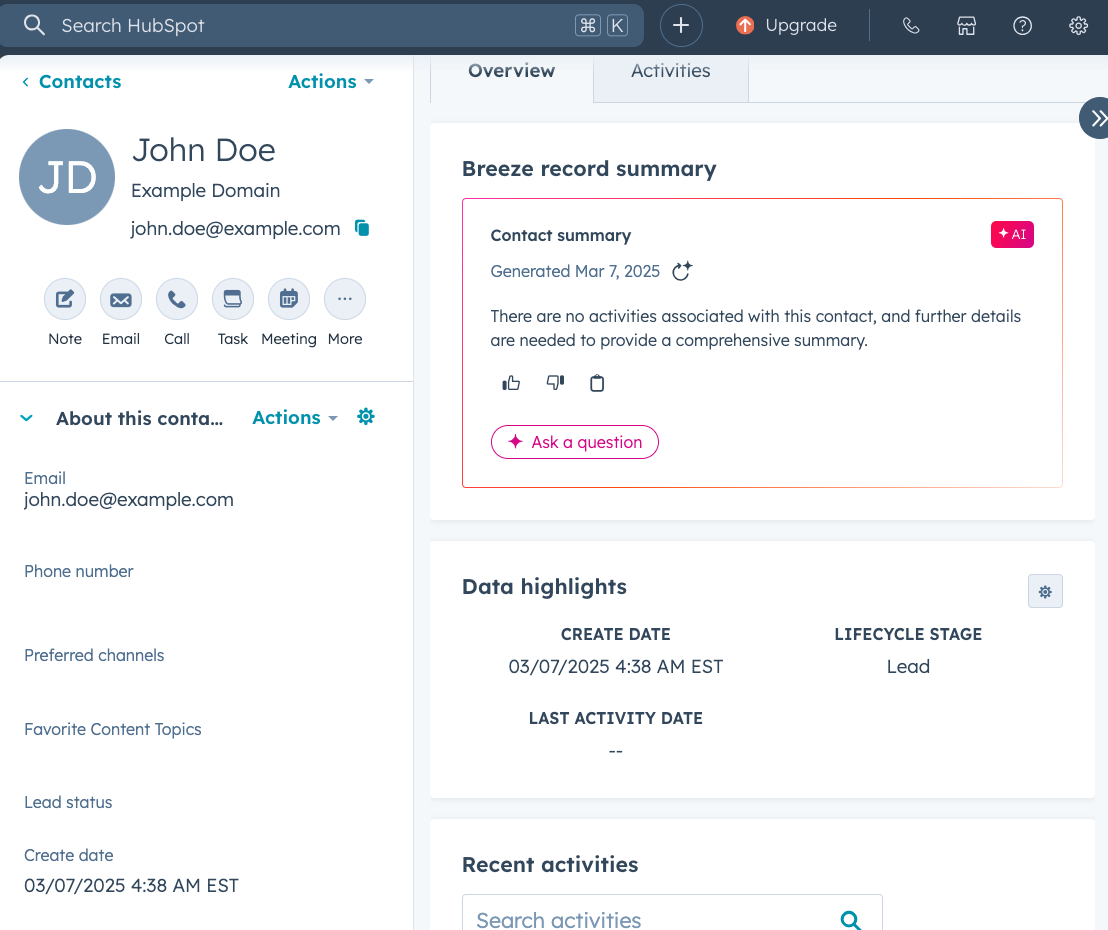 Search HubSpot
⌘ K
Upgrade
Contacts
Actions
JD
John Doe
Example Domain
john.doe@example.com
Note
Email
Call
Task
Meeting
More
About this conta...
Actions
Email
john.doe@example.com
Phone number
Preferred channels
Favorite Content Topics
Lead status
Create date
03/07/2025 4:38 AM EST
Overview
Activities
Breeze record summary
Contact summary
AI
Generated Mar 7, 2025
There are no activities associated with this contact, and further details
are needed to provide a comprehensive summary.
Ask a question
Data highlights
CREATE DATE
03/07/2025 4:38 AM EST
LIFECYCLE STAGE
Lead
LAST ACTIVITY DATE
--
Recent activities
Search activities